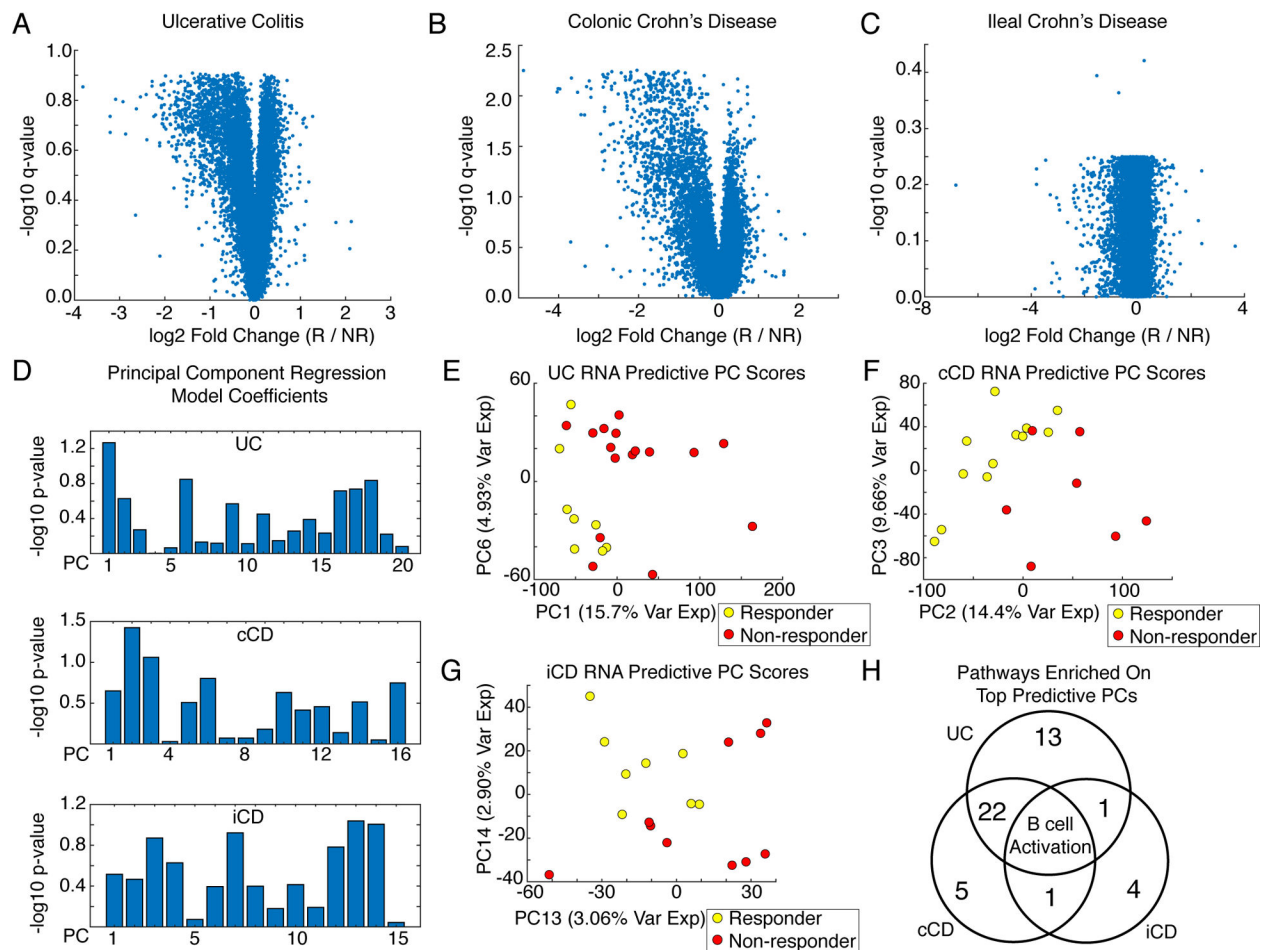 A
Ulcerative Colitis
-log10 q-value
1.0
0.8
0.6
0.4
0.2
0.0
-4 -3 -2 -1 0 1 2 3
log2 Fold Change (R / NR)
B
Colonic Crohn's Disease
-log10 q-value
2.5
2.0
1.5
1.0
0.5
0.0
-4 -2 0 2
log2 Fold Change (R / NR)
C
Ileal Crohn's Disease
-log10 q-value
0.4
0.3
0.2
0.1
0.0
-8 -4 0 4
log2 Fold Change (R / NR)
D
Principal Component Regression
Model Coefficients
UC
-log10 p-value
1.2
0.8
0.4
PC 1 5 10 15 20
cCD
-log10 p-value
1.5
1.0
0.5
PC 1 4 8 12 16
iCD
-log10 p-value
1.2
0.8
0.4
PC 1 5 10 15
E
UC RNA Predictive PC Scores
PC6 (4.93% Var Exp)
60
0
-60
-100 0 100 200
PC1 (15.7% Var Exp)
Responder
Non-responder
F
cCD RNA Predictive PC Scores
PC3 (9.66% Var Exp)
80
40
0
-40
-80
-100 0 100
PC2 (14.4% Var Exp)
Responder
Non-responder
G
iCD RNA Predictive PC Scores
PC14 (2.90% Var Exp)
40
20
0
-20
-40
-60 -30 0 30
PC13 (3.06% Var Exp)
Responder
Non-responder
H
Pathways Enriched On
Top Predictive PCs
UC
13
22
1
B cell
Activation
5
1
4
cCD
iCD